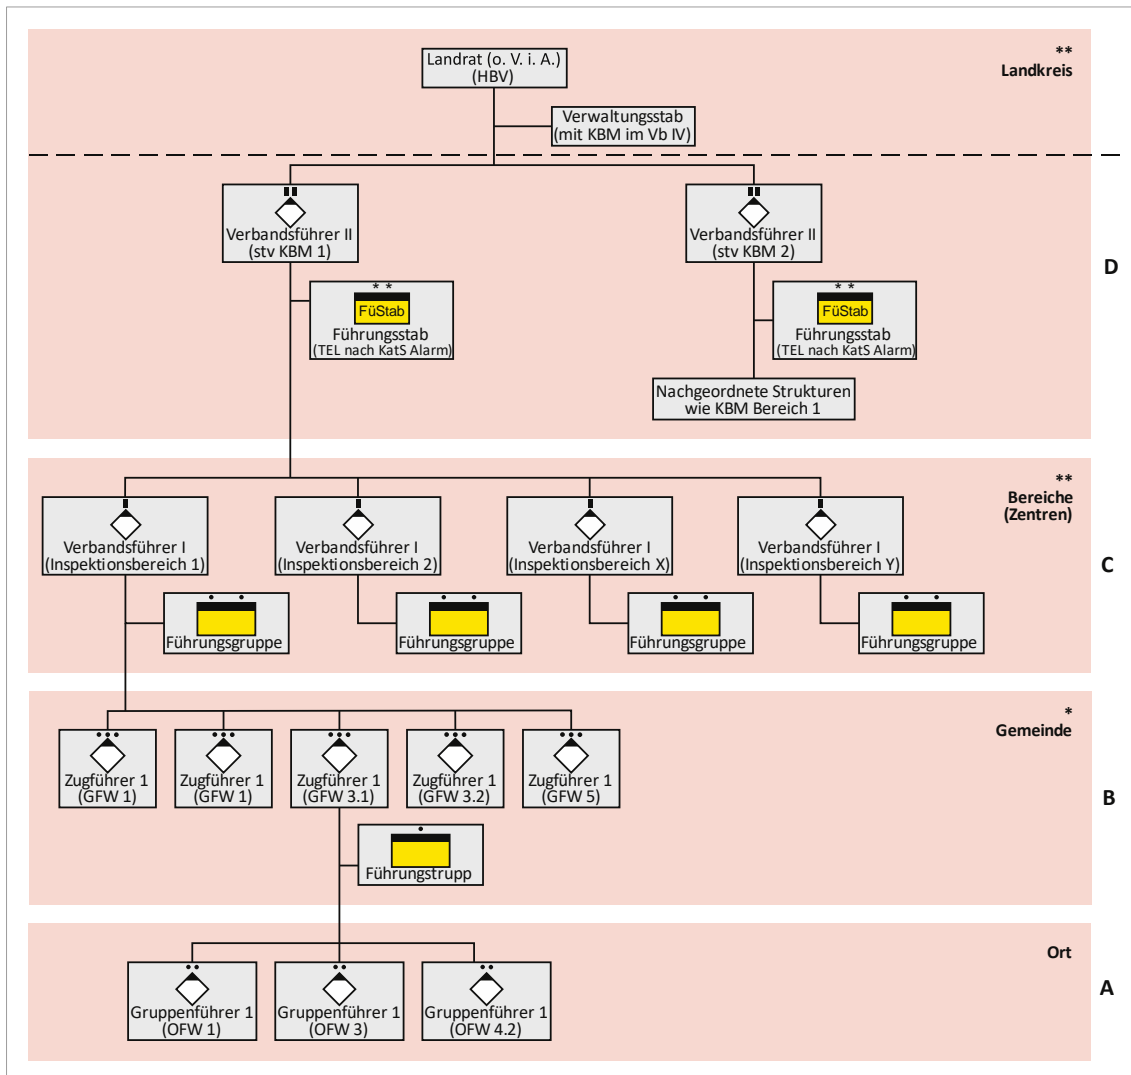 Landrat (o. V. i. A.)
(HBV)
**
Landkreis
Verwaltungsstab
(mit KBM im Vb IV)
Verbandsführer II
(stv KBM 1)
Verbandsführer II
(stv KBM 2)
D
* *
FüStab
Führungsstab
(TEL nach KatS Alarm)
* *
FüStab
Führungsstab
(TEL nach KatS Alarm)
Nachgeordnete Strukturen
wie KBM Bereich 1
**
Bereiche
(Zentren)
Verbandsführer I
(Inspektionsbereich 1)
Verbandsführer I
(Inspektionsbereich 2)
Verbandsführer I
(Inspektionsbereich X)
Verbandsführer I
(Inspektionsbereich Y)
C
Führungsgruppe
Führungsgruppe
Führungsgruppe
Führungsgruppe
*
Gemeinde
Zugführer 1
(GFW 1)
Zugführer 1
(GFW 1)
Zugführer 1
(GFW 3.1)
Zugführer 1
(GFW 3.2)
Zugführer 1
(GFW 5)
B
Führungstrupp
Ort
Gruppenführer 1
(OFW 1)
Gruppenführer 1
(OFW 3)
Gruppenführer 1
(OFW 4.2)
A